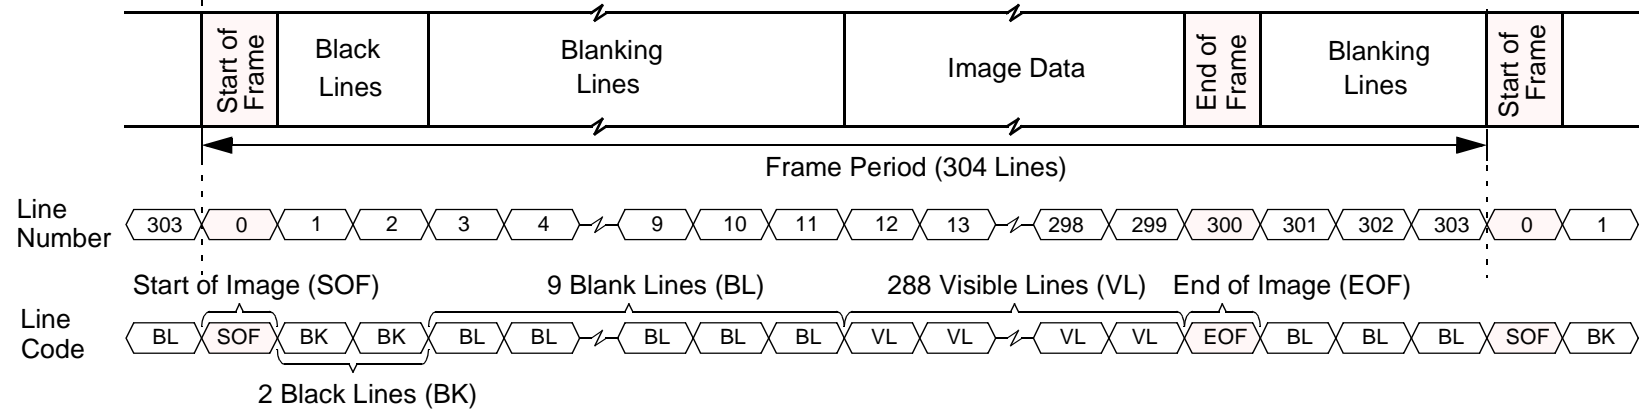 Start of Frame
Black Lines
Blanking Lines
Image Data
End of Frame
Blanking Lines
Start of Frame
Frame Period (304 Lines)
Line Number
303 0 1 2 3 4 9 10 11 12 13 298 299 300 301 302 303 0 1
Start of Image (SOF) 9 Blank Lines (BL) 288 Visible Lines (VL) End of Image (EOF)
Line Code
BL SOF BK BK BL BL BL BL BL VL VL VL VL EOF BL BL BL SOF BK
2 Black Lines (BK)